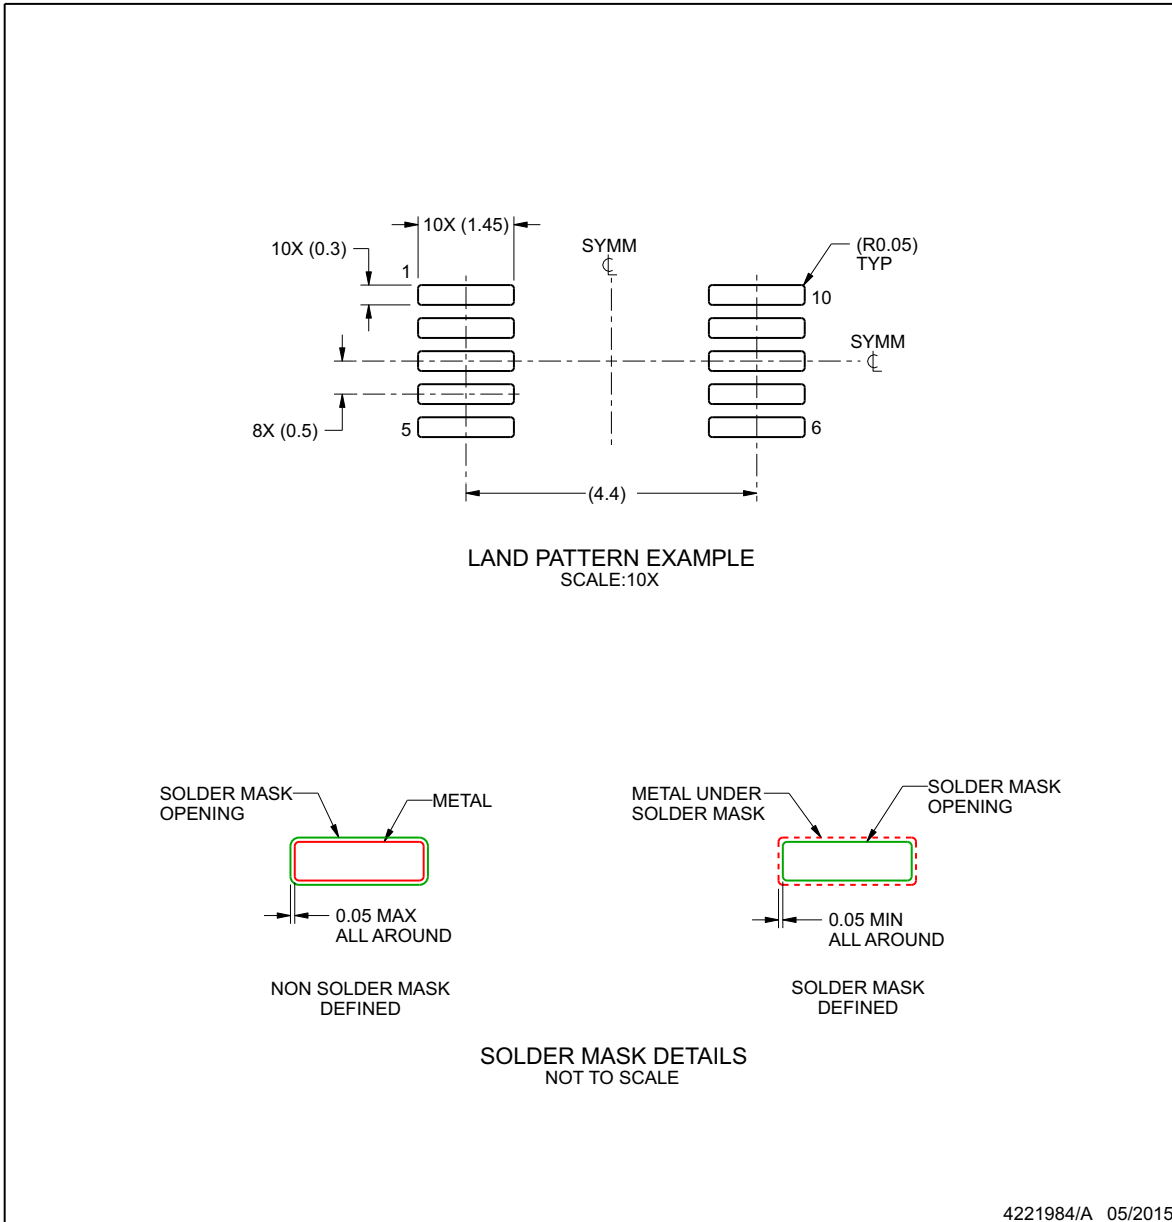 10X (1.45)
10X (0.3)
SYMM
(R0.05)
TYP
1
10
SYMM
8X (0.5)
5
6
(4.4)
LAND PATTERN EXAMPLE
SCALE:10X
SOLDER MASK
OPENING
METAL
METAL UNDER
SOLDER MASK
SOLDER MASK
OPENING
0.05 MAX
ALL AROUND
0.05 MIN
ALL AROUND
NON SOLDER MASK
DEFINED
SOLDER MASK
DEFINED
SOLDER MASK DETAILS
NOT TO SCALE
4221984/A 05/2015